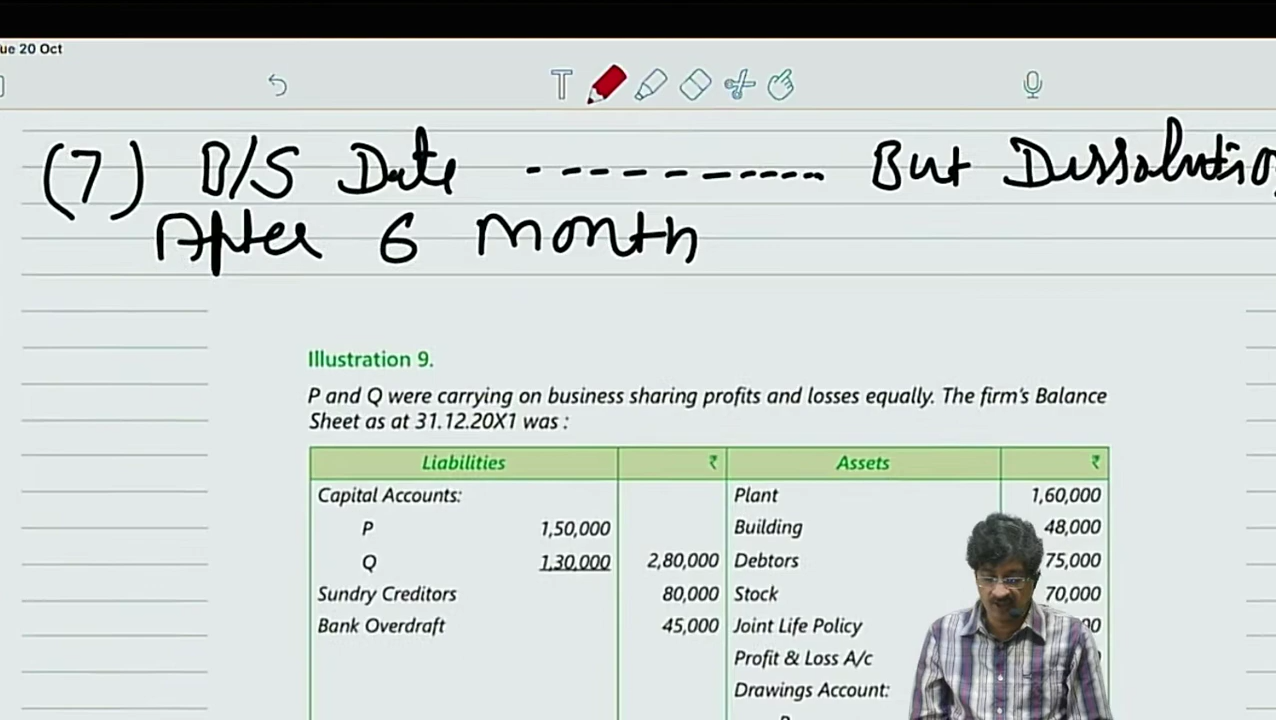 ue 20 Oct
(7) B/S Date ------------ But Dissolution
After 6 month
Illustration 9.
P and Q were carrying on business sharing profits and losses equally. The firm's Balance
Sheet as at 31.12.20X1 was :
Liabilities ₹ Assets ₹
Capital Accounts: Plant 1,60,000
P 1,50,000 Building 48,000
Q 1,30,000 2,80,000 Debtors 75,000
Sundry Creditors 80,000 Stock 70,000
Bank Overdraft 45,000 Joint Life Policy
Profit & Loss A/c
Drawings Account: